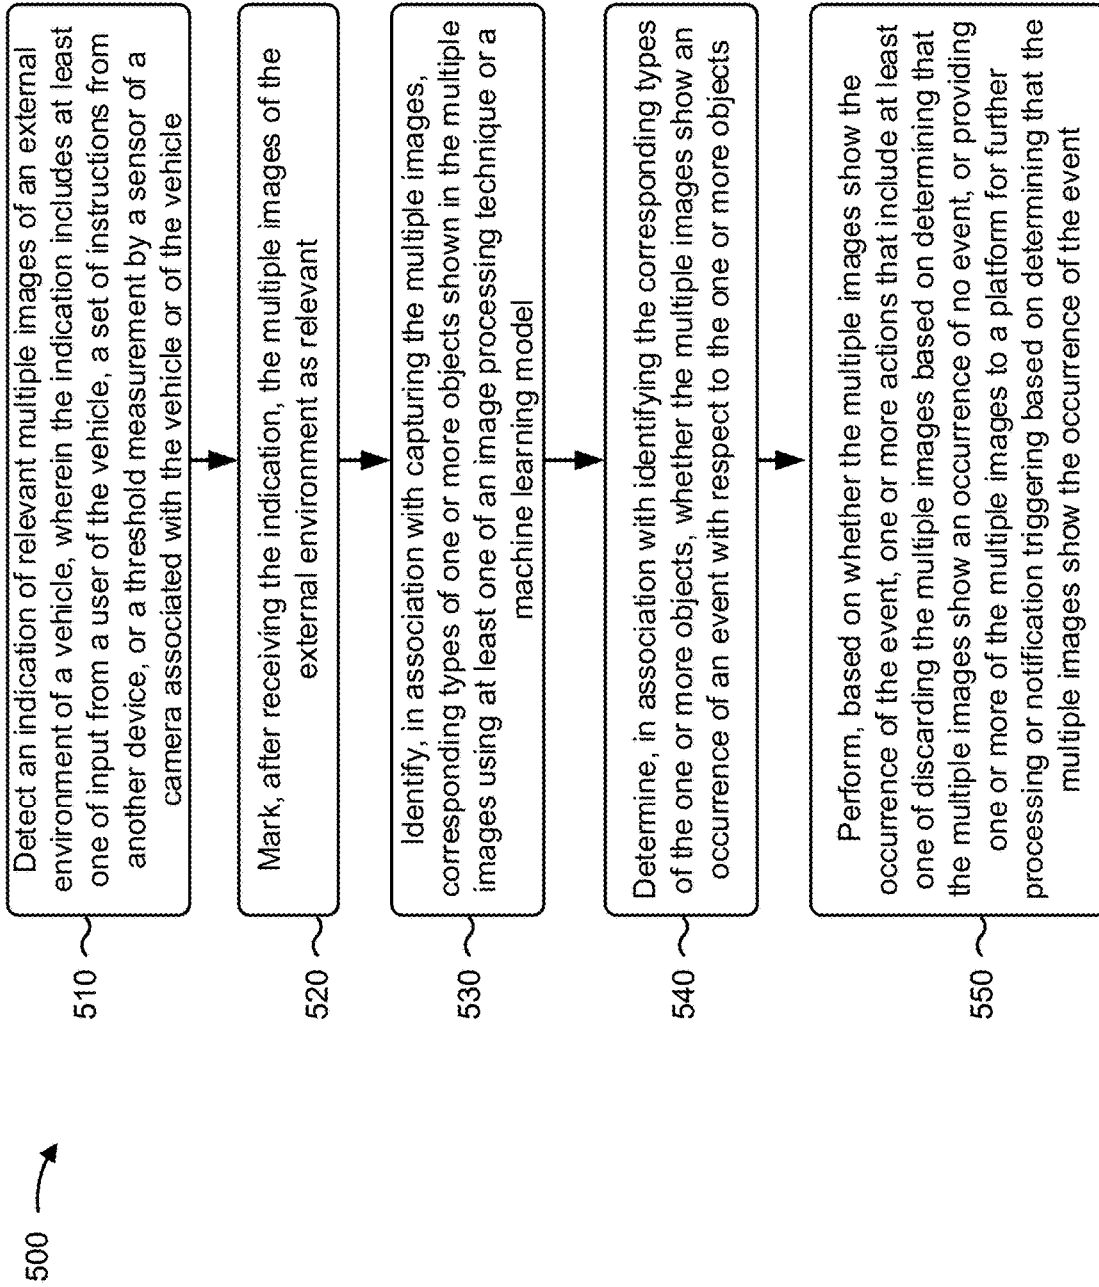 500
510
Detect an indication of relevant multiple images of an external
environment of a vehicle, wherein the indication includes at least
one of input from a user of the vehicle, a set of instructions from
another device, or a threshold measurement by a sensor of a
camera associated with the vehicle or of the vehicle
520
Mark, after receiving the indication, the multiple images of the
external environment as relevant
530
Identify, in association with capturing the multiple images,
corresponding types of one or more objects shown in the multiple
images using at least one of an image processing technique or a
machine learning model
540
Determine, in association with identifying the corresponding types
of the one or more objects, whether the multiple images show an
occurrence of an event with respect to the one or more objects
550
Perform, based on whether the multiple images show the
occurrence of the event, one or more actions that include at least
one of discarding the multiple images based on determining that
the multiple images show an occurrence of no event, or providing
one or more of the multiple images to a platform for further
processing or notification triggering based on determining that the
multiple images show the occurrence of the event